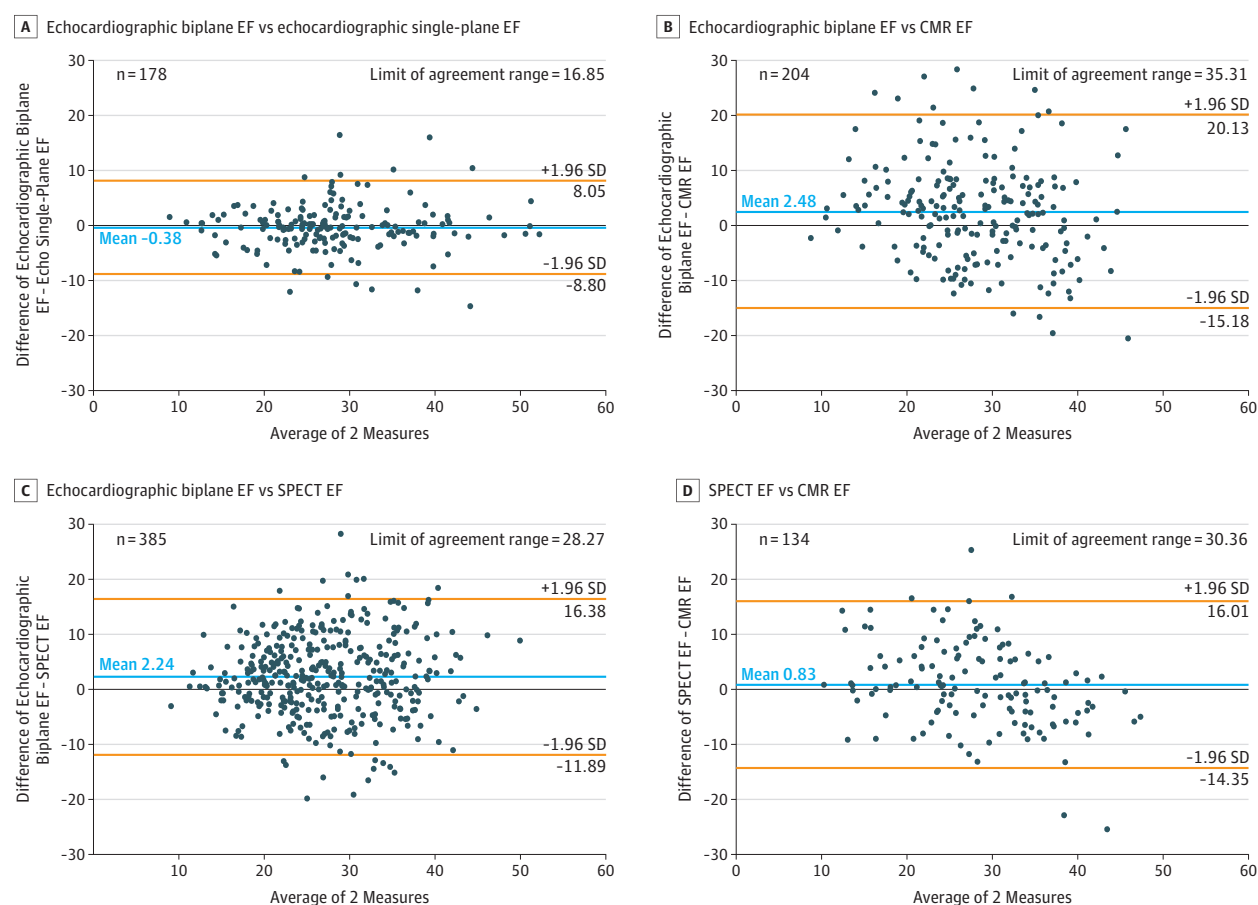 A Echocardiographic biplane EF vs echocardiographic single-plane EF
n=178
Limit of agreement range=16.85
+1.96 SD
8.05
Mean -0.38
-1.96 SD
-8.80
30
20
10
0
-10
-20
-30
0 10 20 30 40 50 60
Difference of Echocardiographic Biplane
EF - Echo Single-Plane EF
Average of 2 Measures
B Echocardiographic biplane EF vs CMR EF
n=204
Limit of agreement range=35.31
+1.96 SD
20.13
Mean 2.48
-1.96 SD
-15.18
30
20
10
0
-10
-20
-30
0 10 20 30 40 50 60
Difference of Echocardiographic
Biplane EF - CMR EF
Average of 2 Measures
C Echocardiographic biplane EF vs SPECT EF
n=385
Limit of agreement range=28.27
+1.96 SD
16.38
Mean 2.24
-1.96 SD
-11.89
30
20
10
0
-10
-20
-30
10 20 30 40 50 60
Difference of Echocardiographic
Biplane EF - SPECT EF
Average of 2 Measures
D SPECT EF vs CMR EF
n=134
Limit of agreement range=30.36
+1.96 SD
16.01
Mean 0.83
-1.96 SD
-14.35
30
20
10
0
-10
-20
-30
0 10 20 30 40 50 60
Difference of SPECT EF - CMR EF
Average of 2 Measures